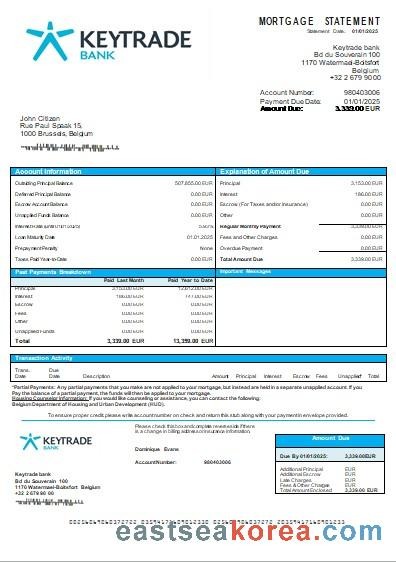 KEYTRADE
BANK
MORTGAGE STATEMENT
Statement Date: 01/01/2025
Keytrade bank
Bd du Souverain 100
1170 Watermael-Boitsfort
Belgium
+32 2 679 90 00
Account Number: 980403006
Payment Due Date: 01/01/2025
Amount Due: 3,339.00 EUR
John Citizen
Rue Paul Spaak 15,
1000 Brussels, Belgium
Account Information
Outstanding Principal Balance 507,855.00 EUR
Deferred Principal Balance 0.00 EUR
Escrow Account Balance 0.00 EUR
Unapplied Funds Balance 0.00 EUR
Loan Maturity Date 01.01.2025
Prepayment Penalty None
Taxes Paid Year-to-Date 0.00 EUR
Explanation of Amount Due
Principal 3,153.00 EUR
Interest 186.00 EUR
Escrow (For Taxes and/or Insurance) 0.00 EUR
Other 0.00 EUR
Regular Monthly Payment 3,339.00 EUR
Fees and Other Charges 0.00 EUR
Overdue Payment 0.00 EUR
Total Amount Due 3,339.00 EUR
Past Payments Breakdown
Paid Last Month Paid Year to Date
Principal 3,153.00 EUR 12,612.00 EUR
Interest 186.00 EUR 747.00 EUR
Escrow 0.00 EUR 0.00 EUR
Fees 0.00 EUR 0.00 EUR
Other 0.00 EUR 0.00 EUR
Unapplied Funds 0.00 EUR 0.00 EUR
Total 3,339.00 EUR 13,359.00 EUR
Important Messages
Transaction Activity
Trans. Date Due Date Description Amount Principal Interest Escrow Fees Unapplied* Total
*Partial Payments: Any partial payments that you make are not applied to your mortgage, but instead are held in a separate unapplied account. If you
Pay the balance of a partial payment, the funds will then be applied to your mortgage.
Housing Counselor Information: If you would like counseling or assistance, you can contact the following:
Belgian Department of Housing and Urban Development (RUD).
To ensure proper credit please write account number on check and return this stub along with your payment in envelope provided.
KEYTRADE
BANK
Please check this box and complete reverse side if there
is a change in billing address or insurance information
Dominique Evans
Account Number: 980403006
Keytrade bank
Bd du Souverain 100
1170 Watermael-Boitsfort Belgium
+32 2 679 90 00
Amount Due
Due By 01/01/2025: 3,339.00EUR
Additional Principal EUR
Additional Escrow EUR
Late Charges EUR
Fees & Other Charges EUR
Total Amount Enclosed 3,339.00 EUR
eastseakorea.com